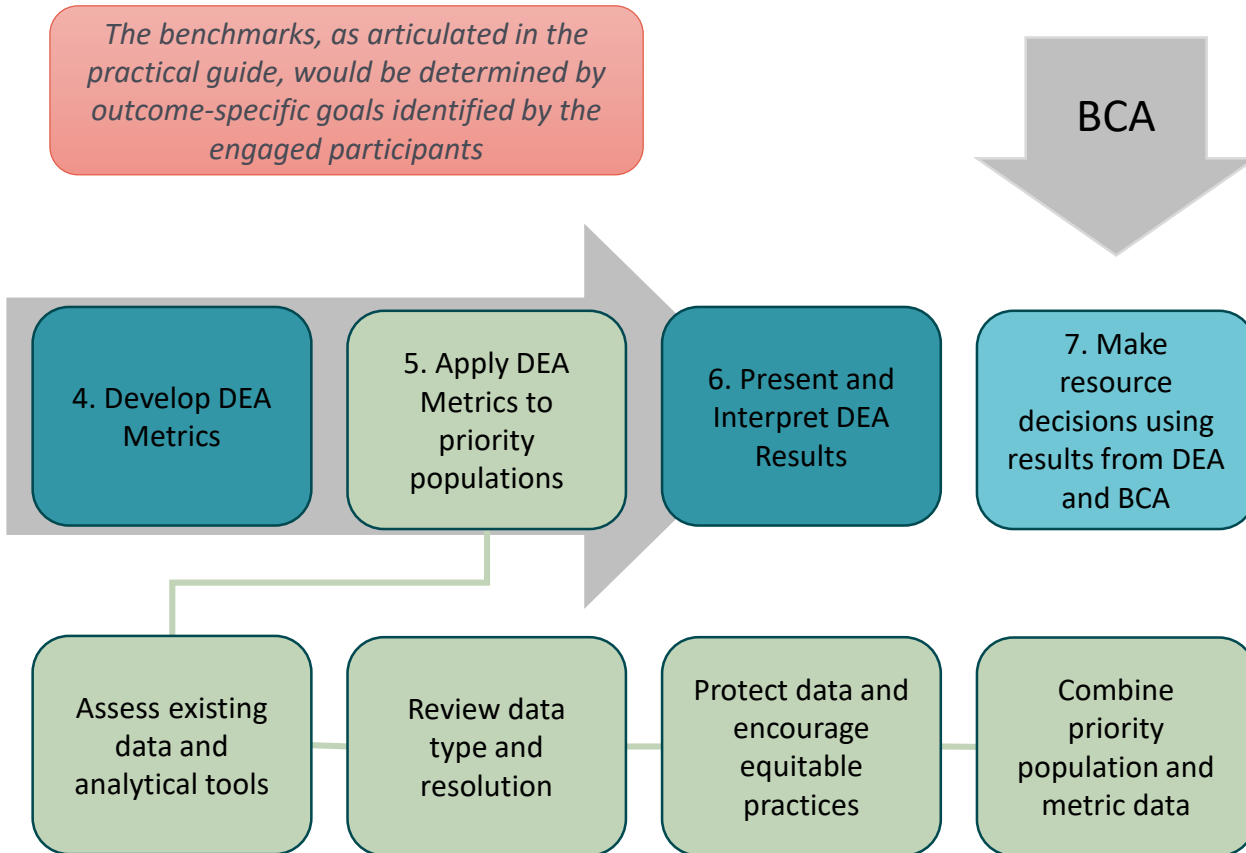 The benchmarks, as articulated in the
practical guide, would be determined by
outcome-specific goals identified by the
engaged participants
BCA
4. Develop DEA
Metrics
5. Apply DEA
Metrics to
priority
populations
6. Present and
Interpret DEA
Results
7. Make
resource
decisions using
results from DEA
and BCA
Assess existing
data and
analytical tools
Review data
type and
resolution
Protect data and
encourage
equitable
practices
Combine
priority
population and
metric data